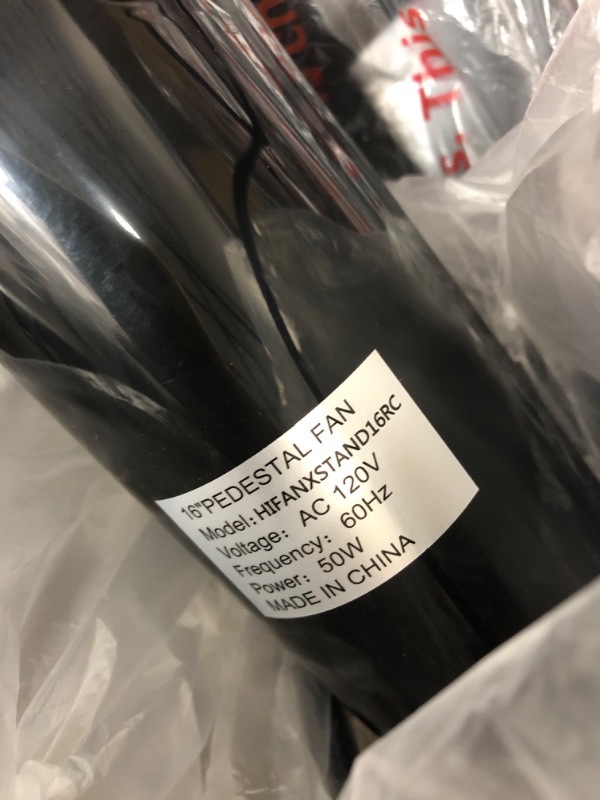 s. This
16"PEDESTAL FAN
Model:HIFANXSTAND16RC
Voltage: AC 120V
Frequency: 60Hz
Power: 50W
MADE IN CHINA